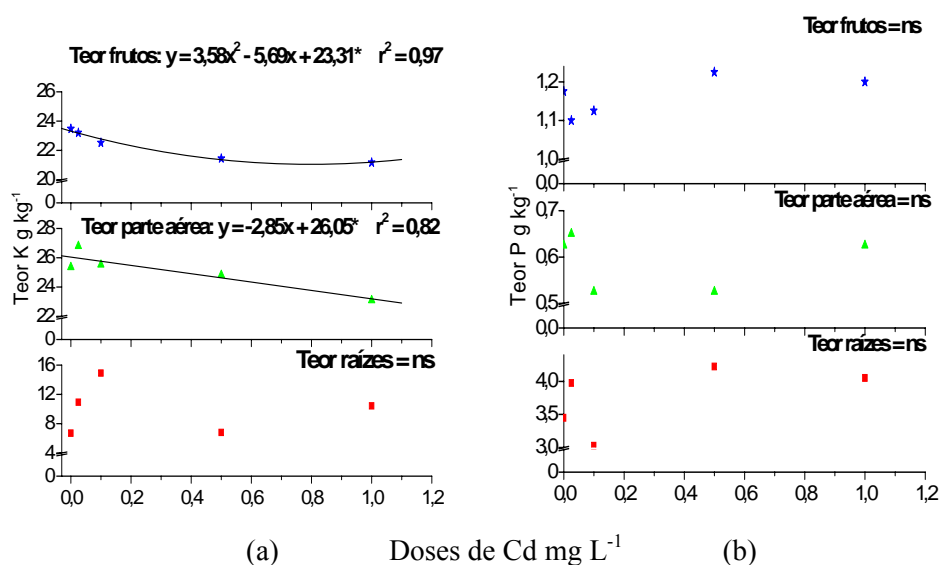 Teor frutos: y = 3,58x² - 5,69x + 23,31* r² = 0,97
26
24
22
20
0
Teor K g kg⁻¹
Teor parte aérea: y = -2,85x + 26,05* r² = 0,82
28
26
24
22
0
Teor raízes = ns
16
12
8
4
0
0,0 0,2 0,4 0,6 0,8 1,0 1,2
Teor frutos = ns
1,2
1,1
1,0
0,0
Teor P g kg⁻¹
Teor parte aérea = ns
0,7
0,6
0,5
0,0
Teor raízes = ns
4,0
3,5
3,0
0
0,0 0,2 0,4 0,6 0,8 1,0 1,2
(a) Doses de Cd mg L⁻¹ (b)